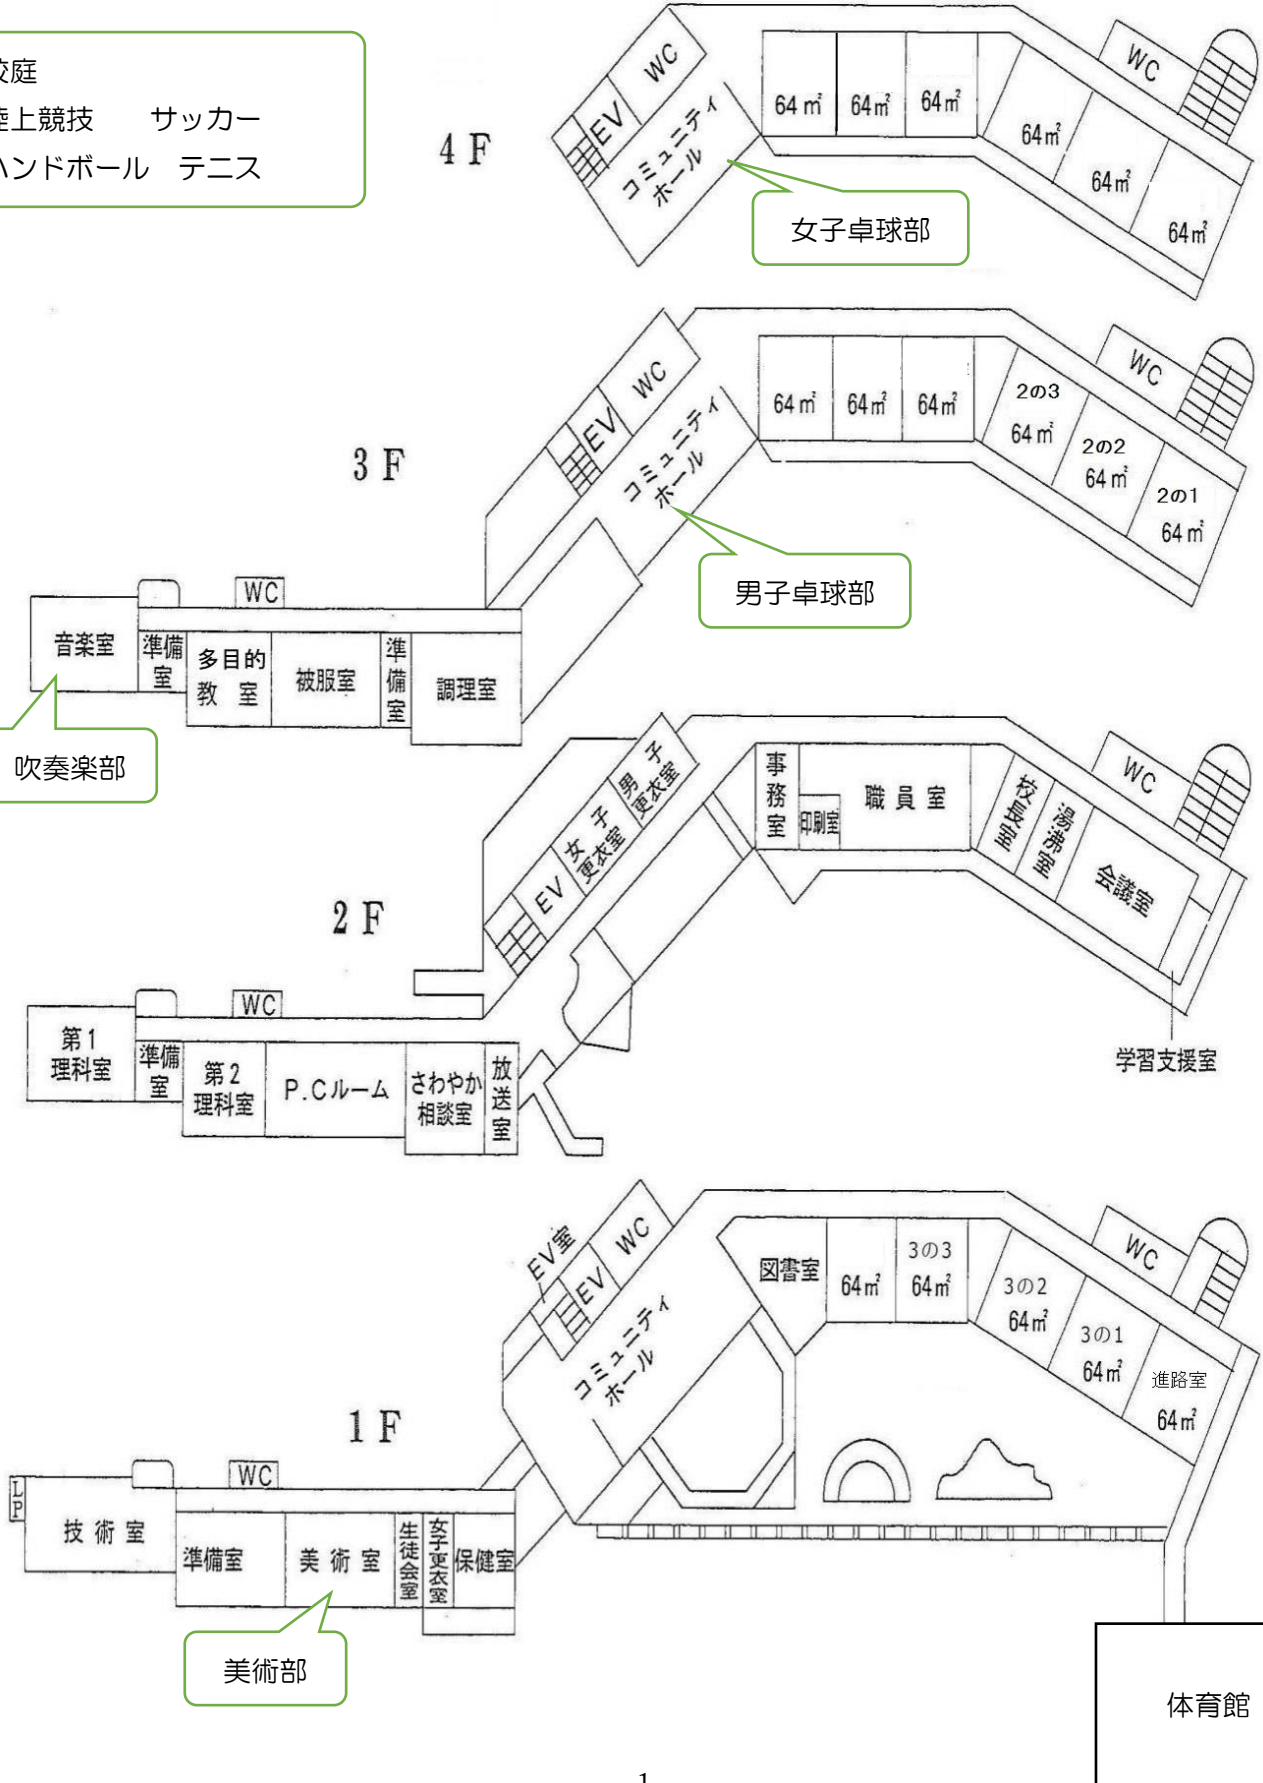 校庭
陸上競技 サッカー
ハンドボール テニス
4 F
EV
WC
コミュニティ
ホール
64㎡
64㎡
64㎡
64㎡
64㎡
64㎡
WC
女子卓球部
3 F
EV
WC
コミュニティ
ホール
64㎡
64㎡
64㎡
2の3
64㎡
2の2
64㎡
2の1
64㎡
WC
男子卓球部
WC
音楽室
準備
室
多目的
教 室
被服室
準
備
室
調理室
吹奏楽部
2 F
EV
女 子
更衣室
男 子
更衣室
事
務
室
印刷室
職 員 室
校長室
湯沸室
会議室
WC
学習支援室
WC
第1
理科室
準備
室
第2
理科室
P.Cルーム
さわやか
相談室
放
送
室
1 F
EV室
EV
WC
コミュニティ
ホール
図書室
64㎡
3の3
64㎡
3の2
64㎡
3の1
64㎡
進路室
64㎡
WC
LP
WC
技 術 室
準備室
美 術 室
生徒会室
女子更衣室
保健室
美術部
体育館
1